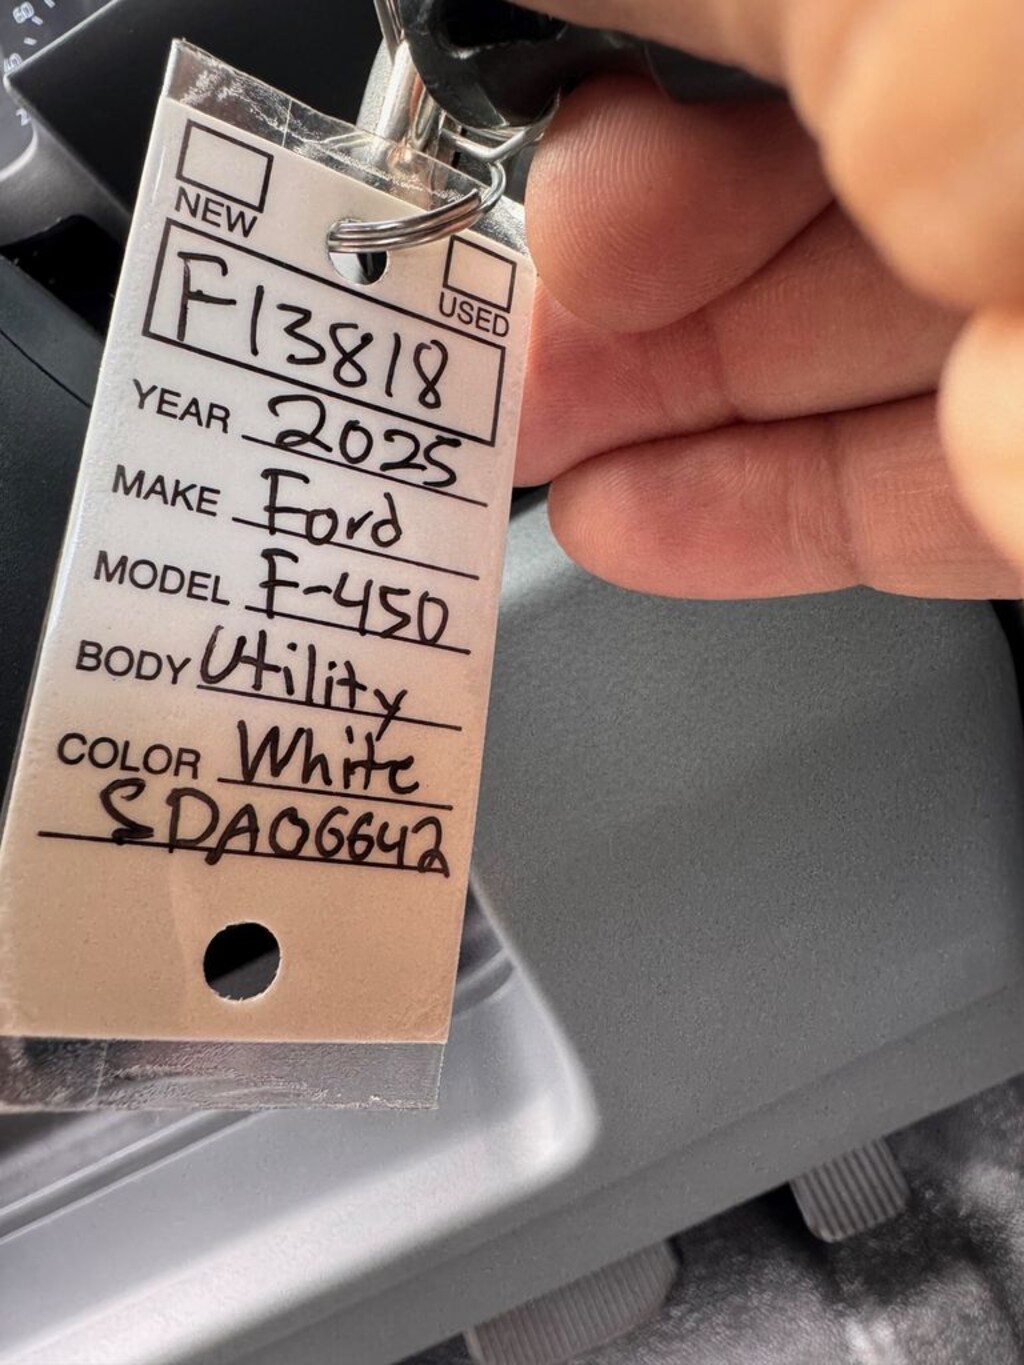 NEW
USED
F13818
YEAR 2025
MAKE Ford
MODEL F-450
BODY Utility
COLOR White
SDA06642